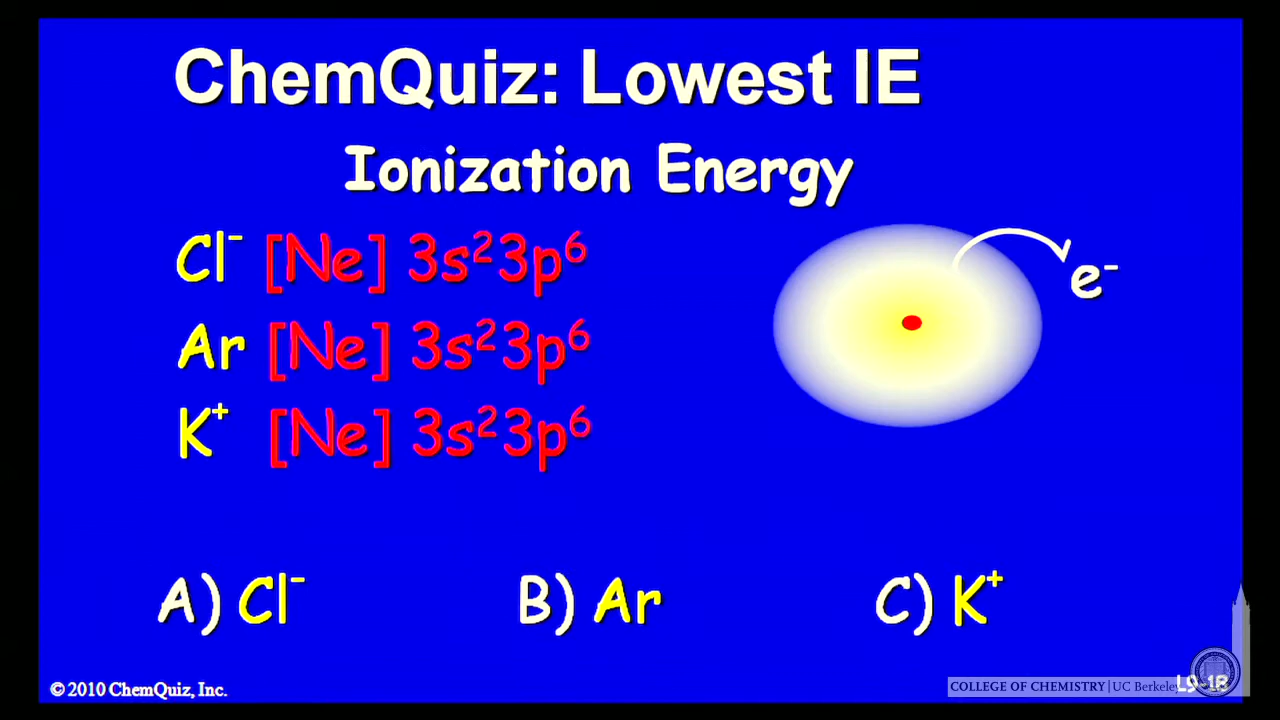 ChemQuiz: Lowest IE
Ionization Energy
Cl⁻ [Ne] 3s²3p⁶
Ar [Ne] 3s²3p⁶
K⁺ [Ne] 3s²3p⁶
e⁻
A) Cl⁻ B) Ar C) K⁺
© 2010 ChemQuiz, Inc.
COLLEGE OF CHEMISTRY | UC Berkeley